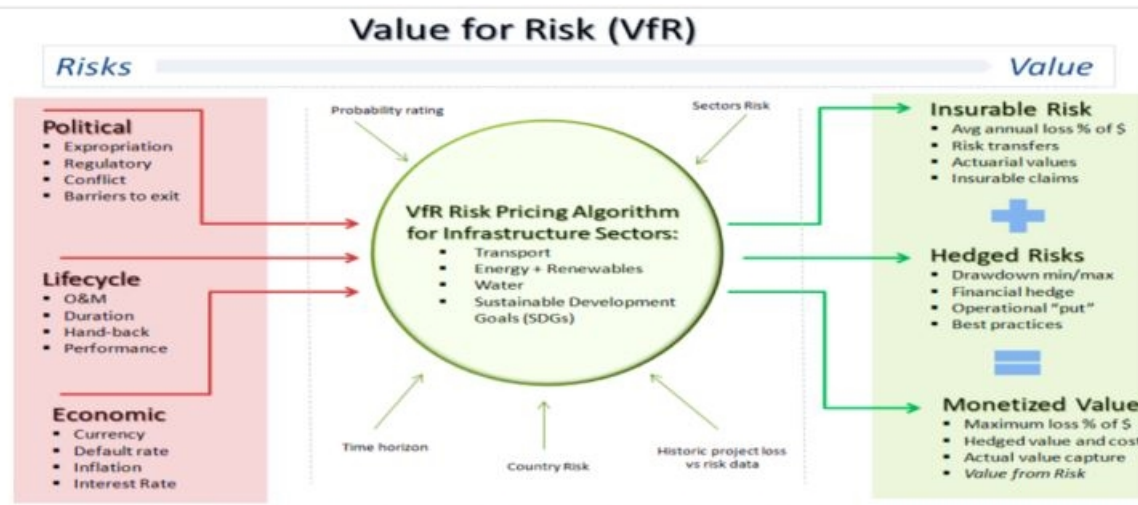 Value for Risk (VfR)
Risks
Value
Political
Expropriation
Regulatory
Conflict
Barriers to exit
Lifecycle
O&M
Duration
Hand-back
Performance
Economic
Currency
Default rate
Inflation
Interest Rate
Probability rating
Sectors Risk
VfR Risk Pricing Algorithm
for Infrastructure Sectors:
Transport
Energy + Renewables
Water
Sustainable Development
Goals (SDGs)
Time horizon
Country Risk
Historic project loss
vs risk data
Insurable Risk
Avg annual loss % of $
Risk transfers
Actuarial values
Insurable claims
Hedged Risks
Drawdown min/max
Financial hedge
Operational “put”
Best practices
Monetized Value
Maximum loss % of $
Hedged value and cost
Actual value capture
Value from Risk